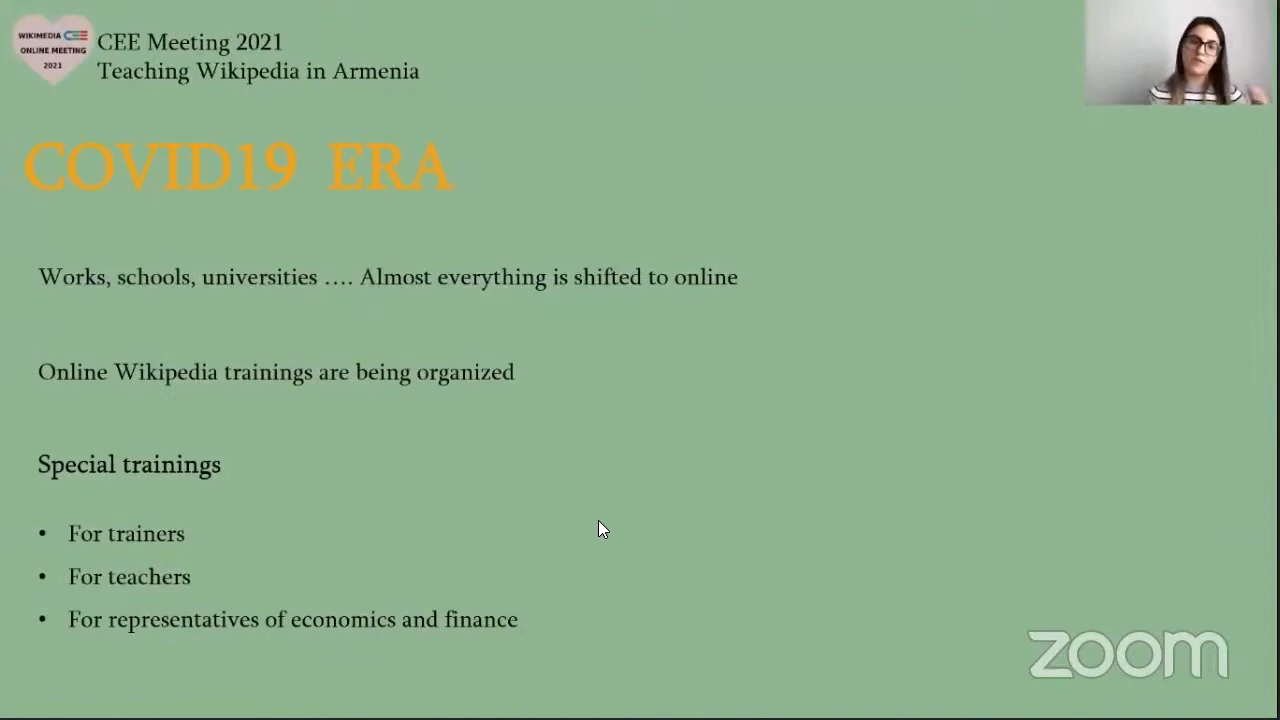 WIKIMEDIA CEE
ONLINE MEETING
2021
CEE Meeting 2021
Teaching Wikipedia in Armenia
COVID19 ERA
Works, schools, universities …. Almost everything is shifted to online
Online Wikipedia trainings are being organized
Special trainings
• For trainers
• For teachers
• For representatives of economics and finance
zoom